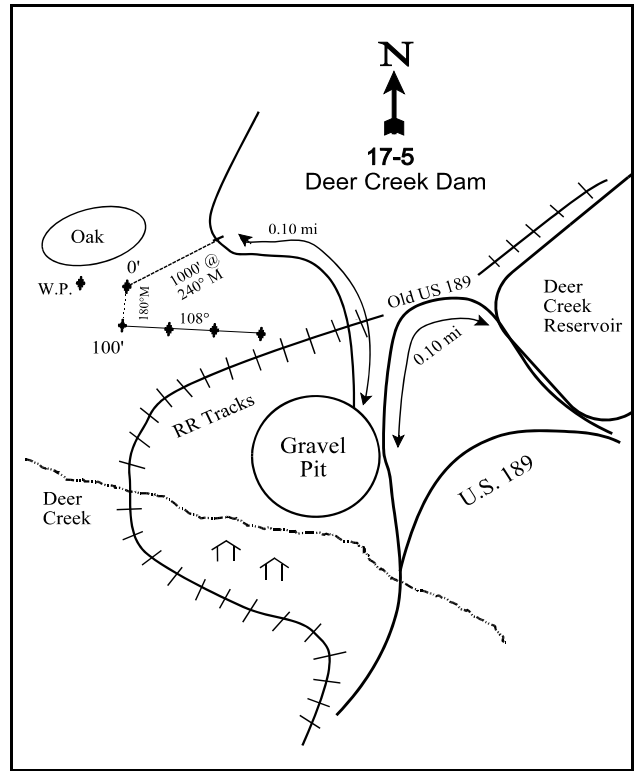 N
17-5
Deer Creek Dam
0.10 mi
Oak
1000' @
240° M
0'
W.P.
180°M
108°
100'
Old US 189
Deer
Creek
Reservoir
0.10 mi
RR Tracks
Gravel
Pit
U.S. 189
Deer
Creek